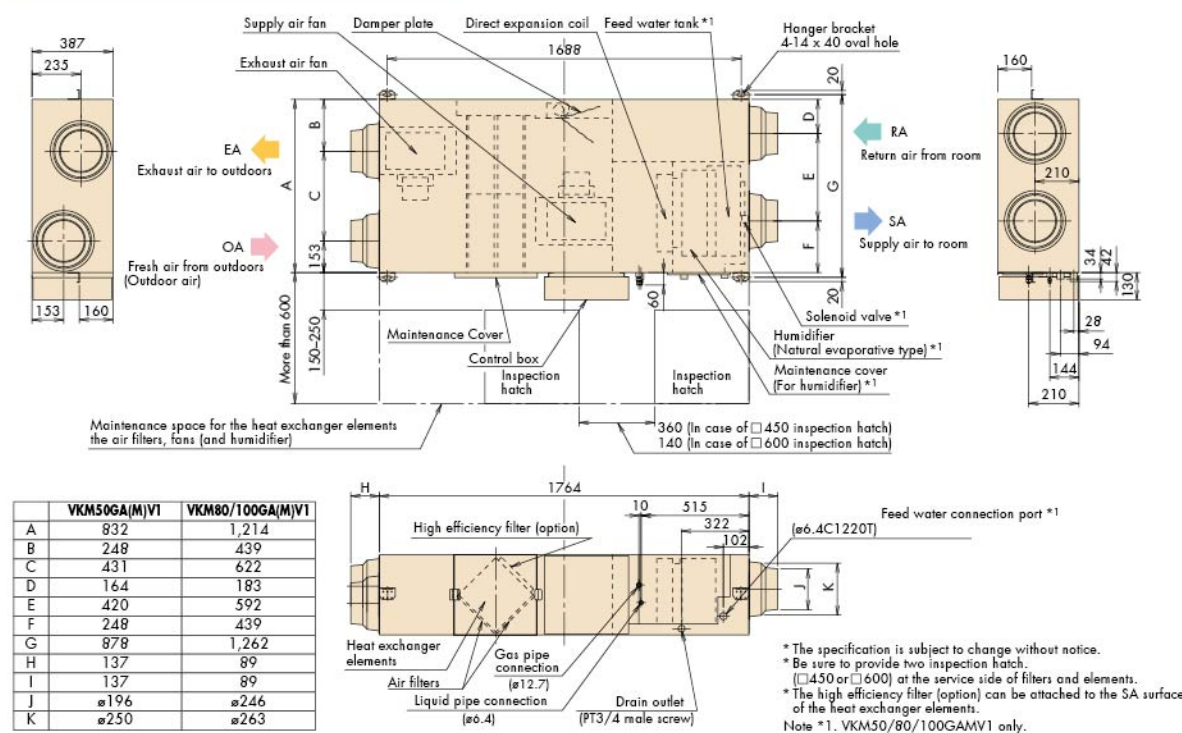 Supply air fan
Damper plate
Direct expansion coil
Feed water tank *1
Hanger bracket
4-14 x 40 oval hole
387
235
1688
20
160
Exhaust air fan
B
D
EA
Exhaust air to outdoors
RA
Return air from room
A
C
E
G
210
OA
Fresh air from outdoors
(Outdoor air)
SA
Supply air to room
153
F
153
160
More than 600
150–250
60
20
34
42
130
28
94
144
210
Maintenance Cover
Control box
Inspection
hatch
Inspection
hatch
Solenoid valve *1
Humidifier
(Natural evaporative type) *1
Maintenance cover
(For humidifier) *1
Maintenance space for the heat exchanger elements
the air filters, fans (and humidifier)
360 (In case of □ 450 inspection hatch)
140 (In case of □ 600 inspection hatch)
VKM50GA(M)V1 VKM80/100GA(M)V1
A 832 1,214
B 248 439
C 431 622
D 164 183
E 420 592
F 248 439
G 878 1,262
H 137 89
I 137 89
J ø196 ø246
K ø250 ø263
H
1764
I
10
515
322
102
High efficiency filter (option)
Feed water connection port *1
(ø6.4C1220T)
J
K
Heat exchanger
elements
Air filters
Gas pipe
connection
(ø12.7)
Liquid pipe connection
(ø6.4)
Drain outlet
(PT3/4 male screw)
* The specification is subject to change without notice.
* Be sure to provide two inspection hatch.
(□450 or □600) at the service side of filters and elements.
* The high efficiency filter (option) can be attached to the SA surface
of the heat exchanger elements.
Note *1. VKM50/80/100GAMV1 only.